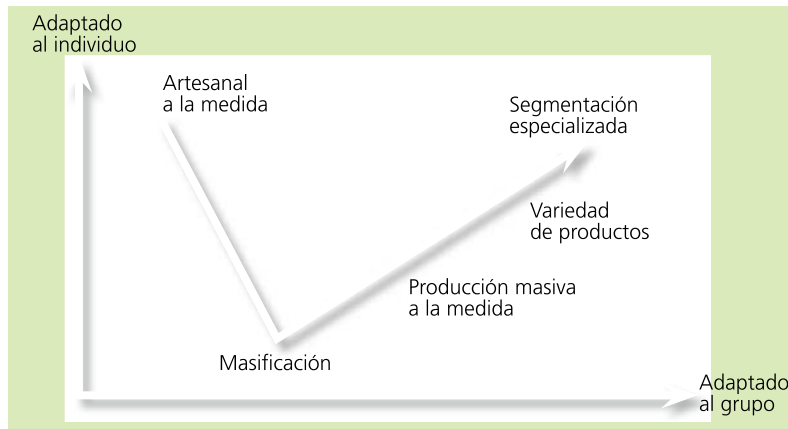 Adaptado
al individuo
Artesanal
a la medida
Segmentación
especializada
Variedad
de productos
Producción masiva
a la medida
Masificación
Adaptado
al grupo